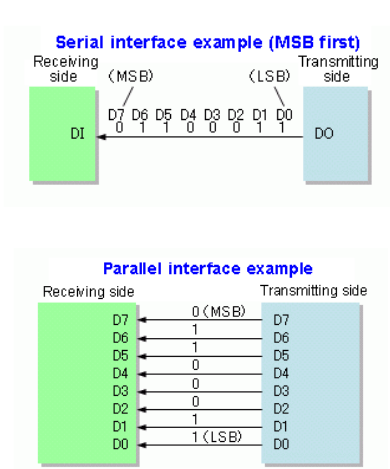 Serial interface example (MSB first)
Receiving side
(MSB)
(LSB)
Transmitting side
D7 D6 D5 D4 D3 D2 D1 D0
0 1 1 0 0 0 1 1
DI
DO
Parallel interface example
Receiving side
Transmitting side
D7 0 (MSB) D7
D6 1 D6
D5 1 D5
D4 0 D4
D3 0 D3
D2 0 D2
D1 1 D1
D0 1 (LSB) D0